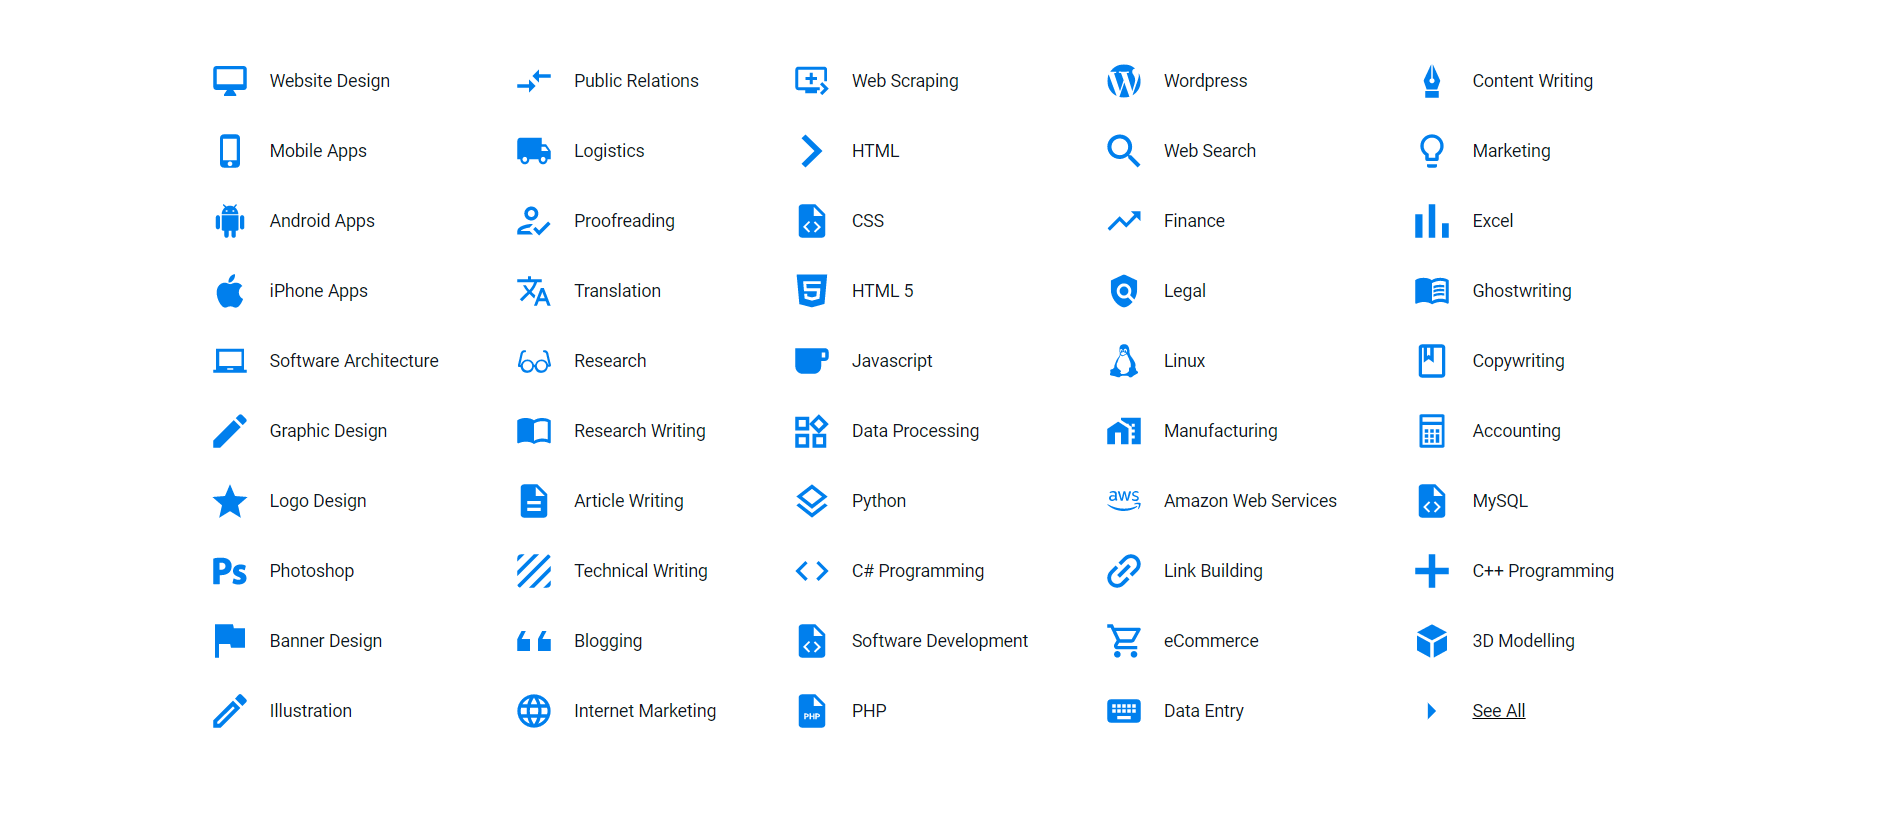 Website Design
Mobile Apps
Android Apps
iPhone Apps
Software Architecture
Graphic Design
Logo Design
Ps
Photoshop
Banner Design
Illustration
Public Relations
Logistics
Proofreading
文A
Translation
Research
Research Writing
Article Writing
Technical Writing
Blogging
Internet Marketing
Web Scraping
HTML
CSS
5
HTML 5
Javascript
Data Processing
Python
C# Programming
Software Development
PHP
PHP
W
Wordpress
Web Search
Finance
Legal
Linux
Manufacturing
aws
Amazon Web Services
Link Building
eCommerce
Data Entry
Content Writing
Marketing
Excel
Ghostwriting
Copywriting
Accounting
MySQL
C++ Programming
3D Modelling
See All